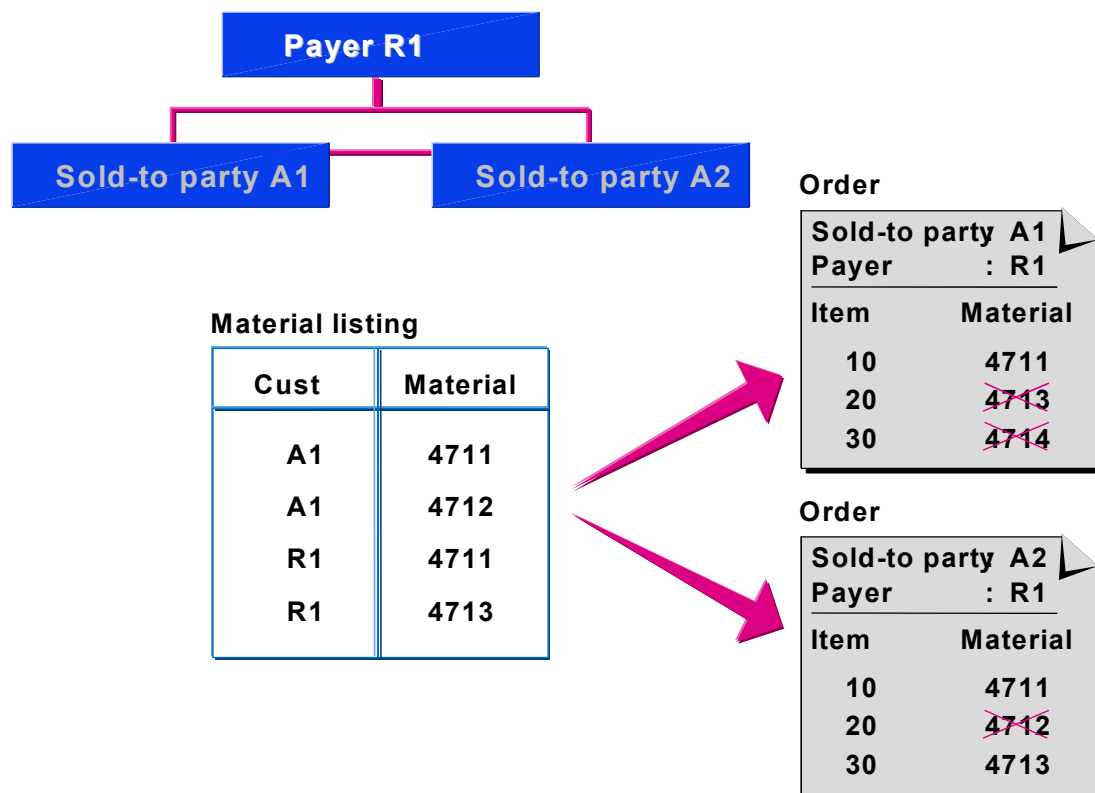 Payer R1
Sold-to party A1
Sold-to party A2
Material listing
Cust Material
A1 4711
A1 4712
R1 4711
R1 4713
Order
Sold-to party: A1
Payer : R1
Item Material
10 4711
20 4713
30 4714
Order
Sold-to party: A2
Payer : R1
Item Material
10 4711
20 4712
30 4713